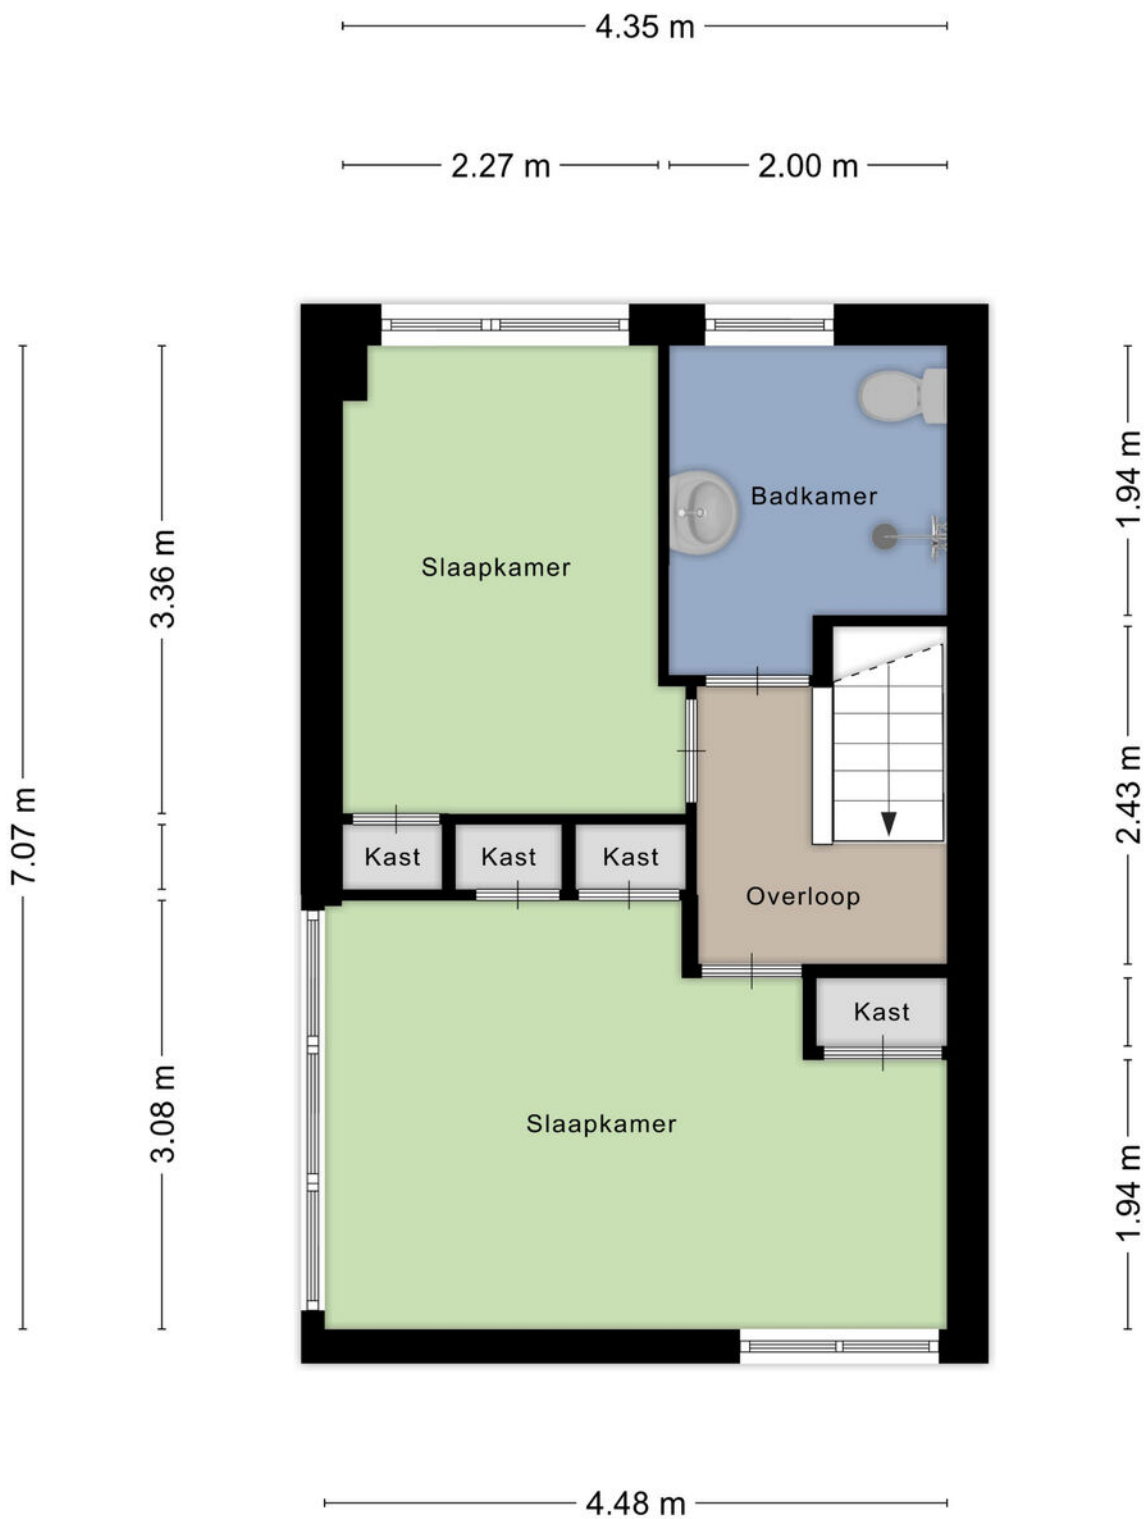 4.35 m
2.27 m
2.00 m
Badkamer
1.94 m
Slaapkamer
3.36 m
2.43 m
7.07 m
Kast
Kast
Kast
Overloop
Kast
3.08 m
Slaapkamer
1.94 m
4.48 m